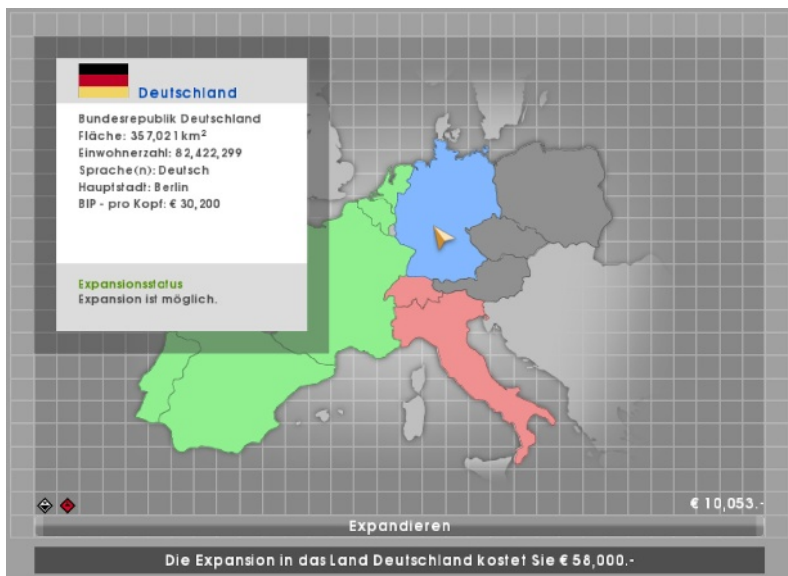 Deutschland
Bundesrepublik Deutschland
Fläche: 357,021 km²
Einwohnerzahl: 82,422,299
Sprache(n): Deutsch
Hauptstadt: Berlin
BIP - pro Kopf: € 30,200
Expansionsstatus
Expansion ist möglich.
€ 10,053.-
Expandieren
Die Expansion in das Land Deutschland kostet Sie € 58,000.-